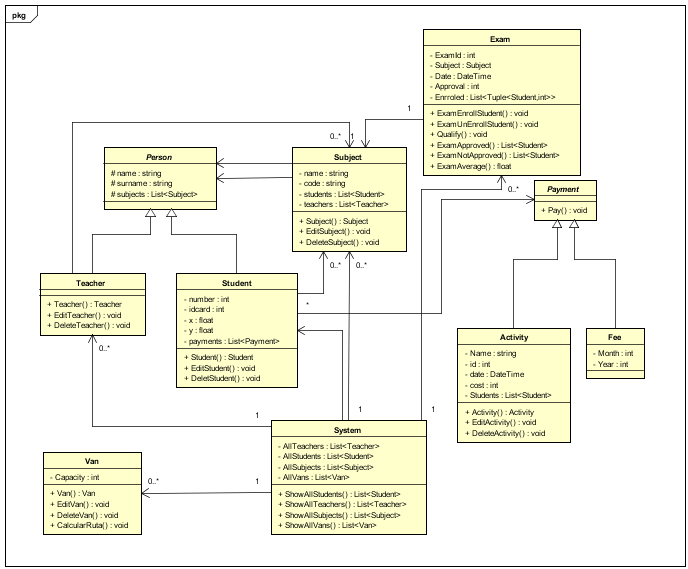 pkg
Exam
- ExamId : int
- Subject : Subject
- Date : DateTime
- Approval : int
- Enrroled : List<Tuple<Student,int>>
+ ExamEnrollStudent() : void
+ ExamUnEnrollStudent() : void
+ Qualify() : void
+ ExamApproved() : List<Student>
+ ExamNotApproved() : List<Student>
+ ExamAverage() : float
1
0..*
1
0..*
Person
# name : string
# surname : string
# subjects : List<Subject>
Subject
- name : string
- code : string
- students : List<Student>
- teachers : List<Teacher>
+ Subject() : Subject
+ EditSubject() : void
+ DeleteSubject() : void
Payment
+ Pay() : void
0..*
0..*
*
Teacher
+ Teacher() : Teacher
+ EditTeacher() : void
+ DeleteTeacher() : void
0..*
Student
- number : int
- idcard : int
- x : float
- y : float
- payments : List<Payment>
+ Student() : Student
+ EditStudent() : void
+ DeletStudent() : void
Activity
- Name : string
- id : int
- date : DateTime
- cost : int
- Students : List<Student>
+ Activity() : Activity
+ EditActivity() : void
+ DeleteActivity() : void
Fee
- Month : int
- Year : int
1
1
1
System
- AllTeachers : List<Teacher>
- AllStudents : List<Student>
- AllSubjects : List<Subject>
- AllVans : List<Van>
+ ShowAllStudents() : List<Student>
+ ShowAllTeachers() : List<Teacher>
+ ShowAllSubjects() : List<Subject>
+ ShowAllVans() : List<Van>
Van
- Capacity : int
+ Van() : Van
+ EditVan() : void
+ DeleteVan() : void
+ CalcularRuta() : void
0..*
1